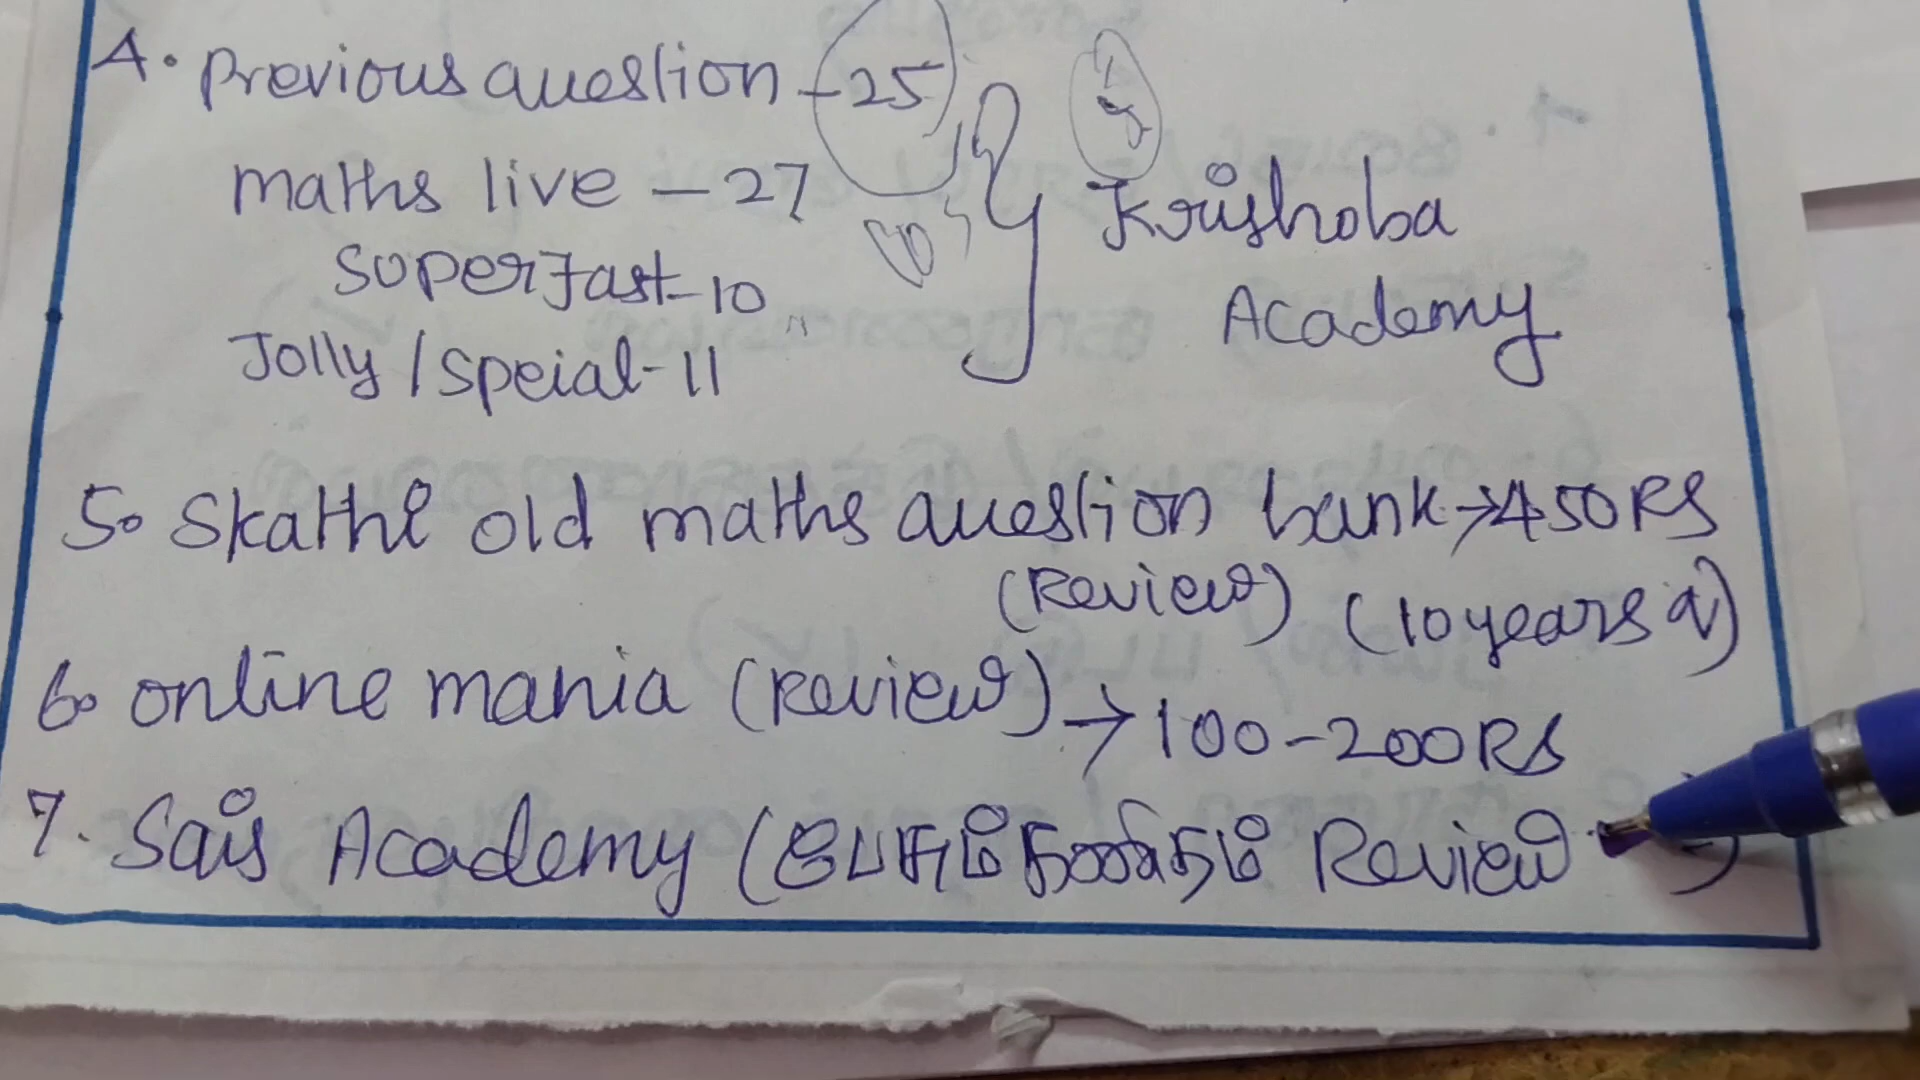 4. Previous question - 25
maths live - 27
Superfast - 10
Jolly / Speial - 11
Krishoba
Academy
5. Skathi old maths question bank → 450 RS
(Review) (10 years Q)
6. online mania (Review) → 100-200 RS
7. Sais Academy (Review)